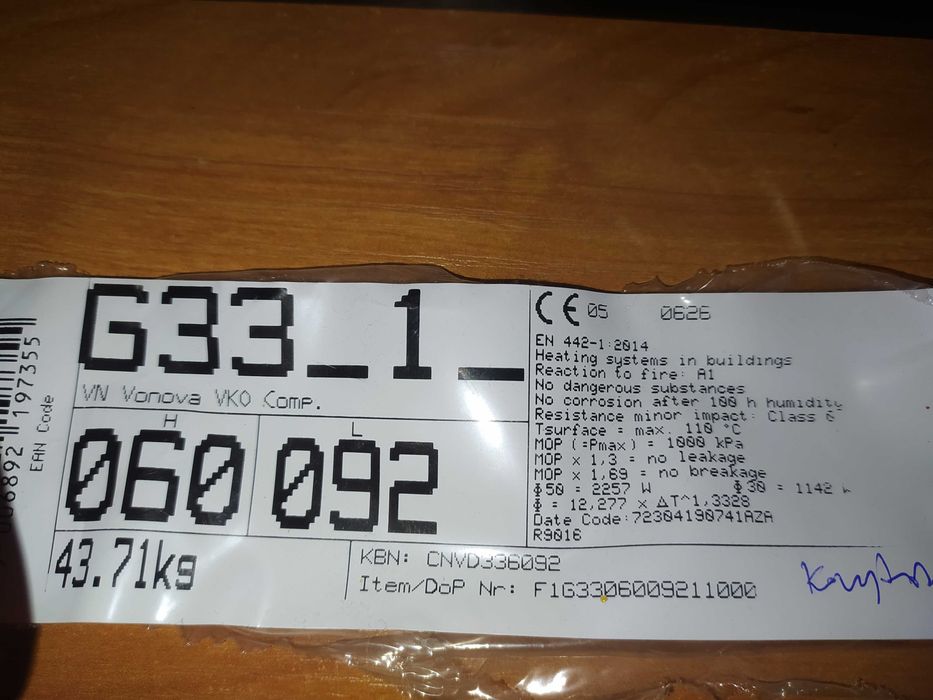 197355
EAN Code
G33_1_
VN Vonova VKO Comp.
H
060
L
092
43.71kg
CE 05 0626
EN 442-1:2014
Heating systems in buildings
Reaction to fire: A1
No dangerous substances
No corrosion after 100 h humidity
Resistance minor impact: Class 6
Tsurface = max. 110 °C
MOP (=Pmax) = 1000 kPa
MOP x 1,3 = no leakage
MOP x 1,69 = no breakage
Φ50 = 2257 W Φ30 = 1142
Φ = 12,277 x ΔT^1,3328
Date Code:72304190741AZA
R9016
KBN: CNVD336092
Item/DoP Nr: F1G3306009211000